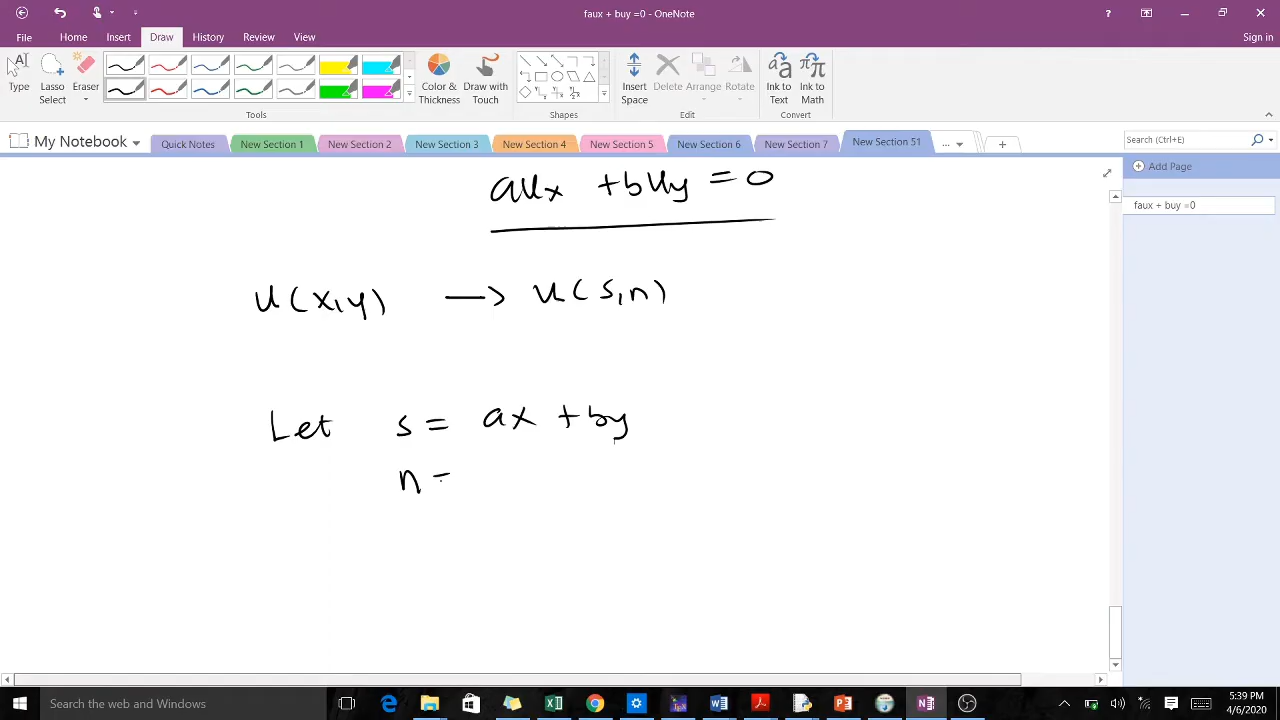 faux + buy =0 - OneNote
?
File Home Insert Draw History Review View
Sign in
Type
Lasso Select
Eraser
Color & Thickness
Draw with Touch
Insert Space
Delete
Arrange
Rotate
Ink to Text
Ink to Math
Tools
Shapes
Edit
Convert
My Notebook
Quick Notes
New Section 1
New Section 2
New Section 3
New Section 4
New Section 5
New Section 6
New Section 7
New Section 51
...
Search (Ctrl+E)
Add Page
faux + buy =0
aux + buy = 0
u(x,y) → u(s,n)
Let s = ax + by
n =
Search the web and Windows
5:39 PM
4/6/2020